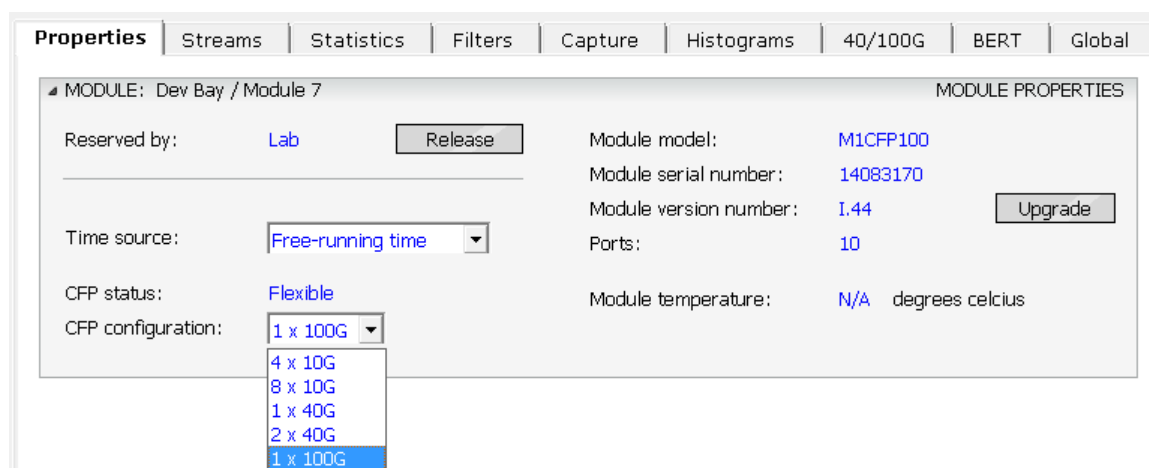 Properties Streams Statistics Filters Capture Histograms 40/100G BERT Global
MODULE: Dev Bay / Module 7 MODULE PROPERTIES
Reserved by: Lab Release Module model: M1CFP100
Module serial number: 14083170
Module version number: I.44 Upgrade
Time source: Free-running time Ports: 10
CFP status: Flexible Module temperature: N/A degrees celcius
CFP configuration: 1 x 100G
4 x 10G
8 x 10G
1 x 40G
2 x 40G
1 x 100G